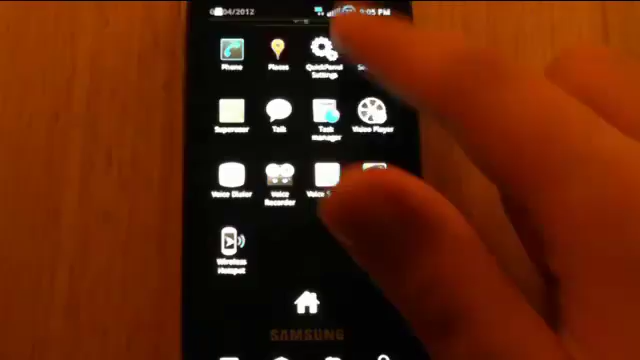 04/2012
9:05 PM
Phone
Places
QuickPanel
Settings
Superuser
Talk
Task
manager
Video Player
Voice Dialer
Voice
Recorder
Voice
Wireless
Hotspot
SAMSUNG